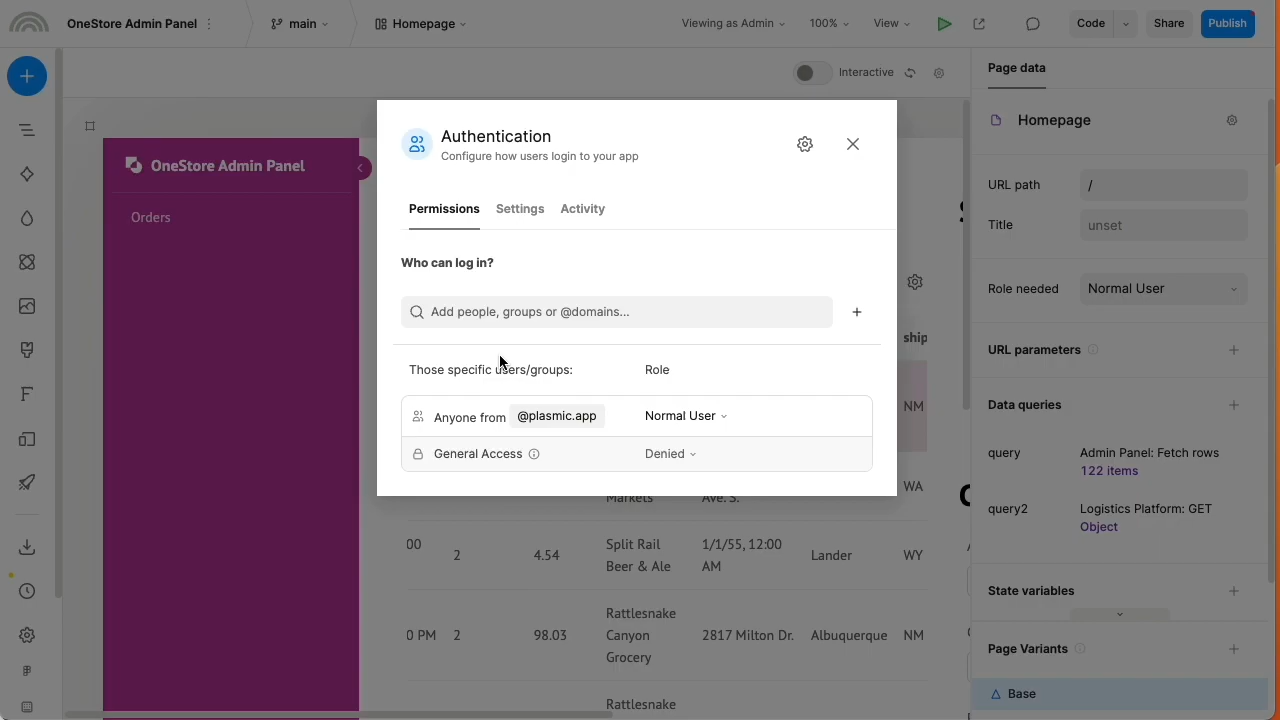 OneStore Admin Panel
main
Homepage
Viewing as Admin
100%
View
Code
Share
Publish
Interactive
OneStore Admin Panel
Orders
Authentication
Configure how users login to your app
Permissions
Settings
Activity
Who can log in?
Add people, groups or @domains...
Those specific users/groups:
Role
Anyone from @plasmic.app
Normal User
General Access
Denied
ship
NM
Markets
Ave. S.
WA
00
2
4.54
Split Rail
Beer & Ale
1/1/55, 12:00
AM
Lander
WY
0 PM
2
98.03
Rattlesnake
Canyon
Grocery
2817 Milton Dr.
Albuquerque
NM
Rattlesnake
Page data
Homepage
URL path
/
Title
unset
Role needed
Normal User
URL parameters
Data queries
query
Admin Panel: Fetch rows
122 items
query2
Logistics Platform: GET
Object
State variables
Page Variants
Base